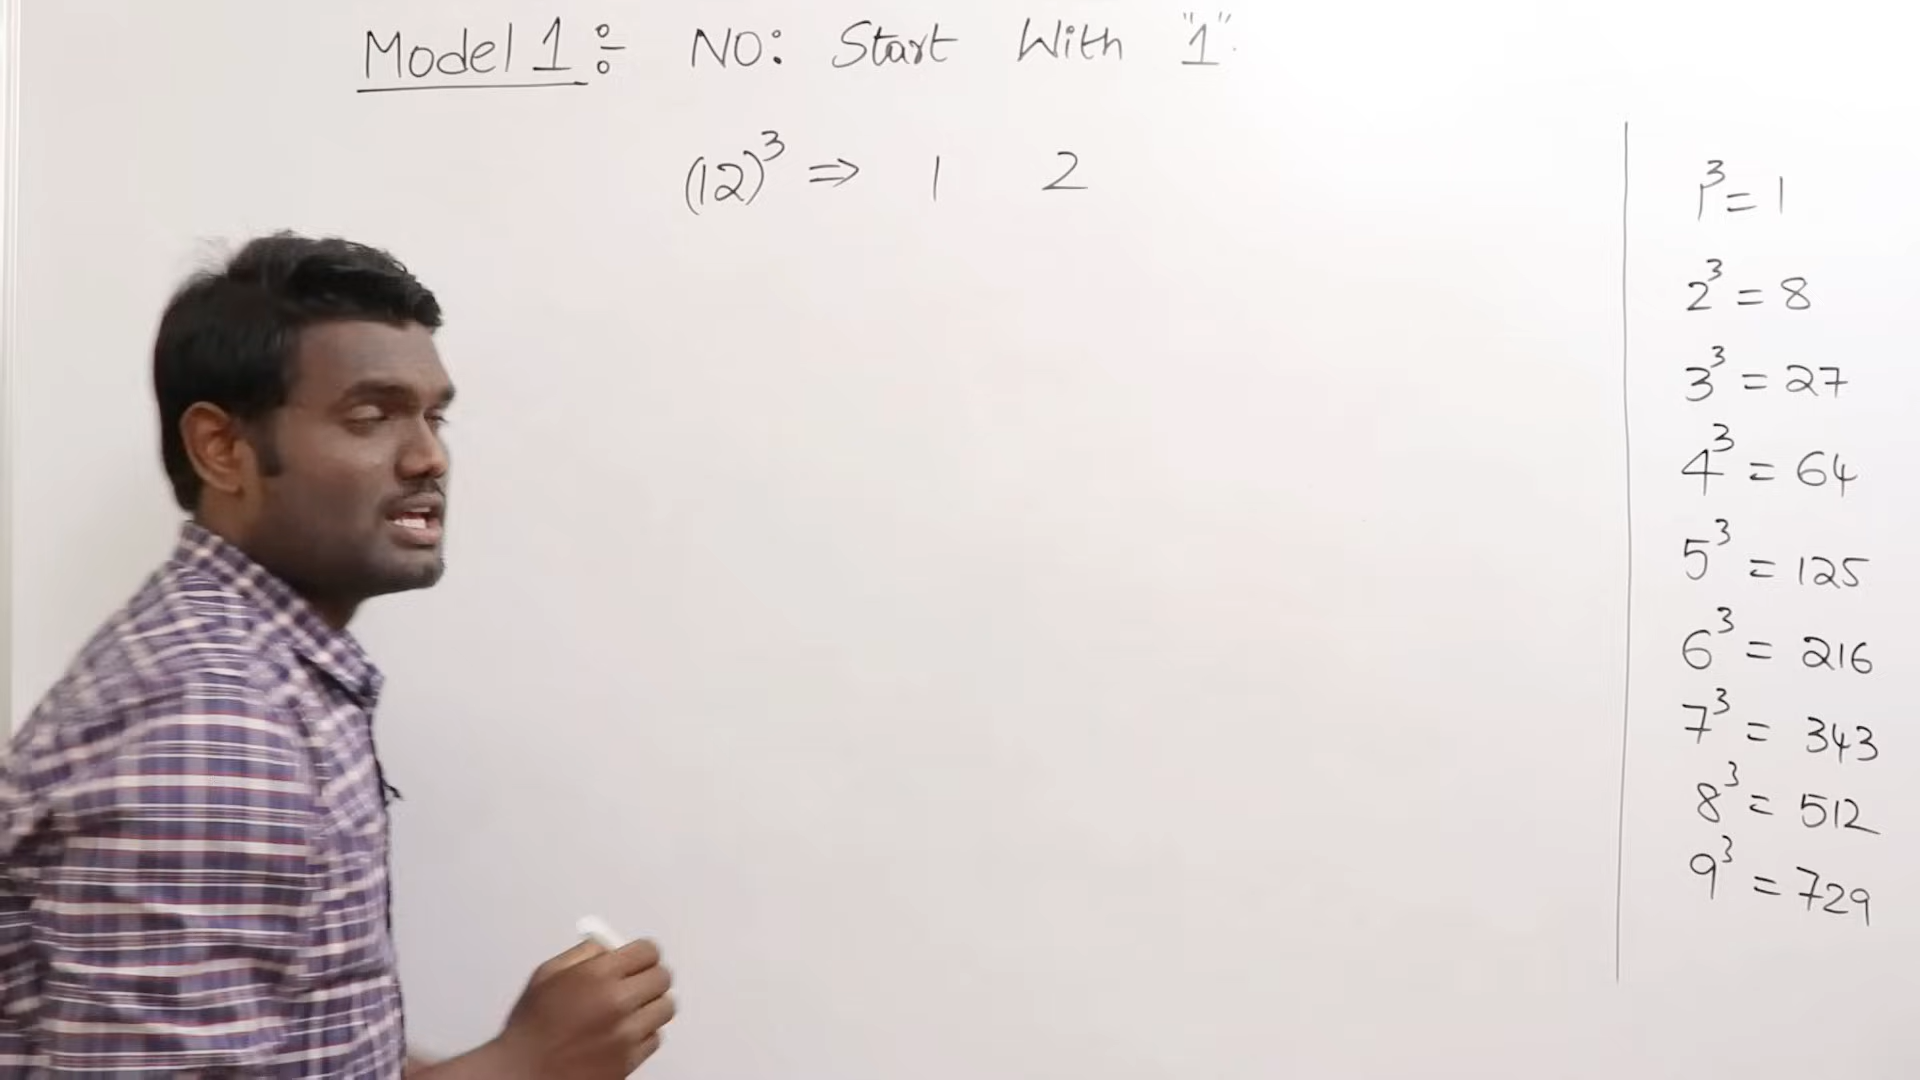 Model 1 ÷ NO: Start With "1".
(12)³ ⇒ 1 2
1³ = 1
2³ = 8
3³ = 27
4³ = 64
5³ = 125
6³ = 216
7³ = 343
8³ = 512
9³ = 729